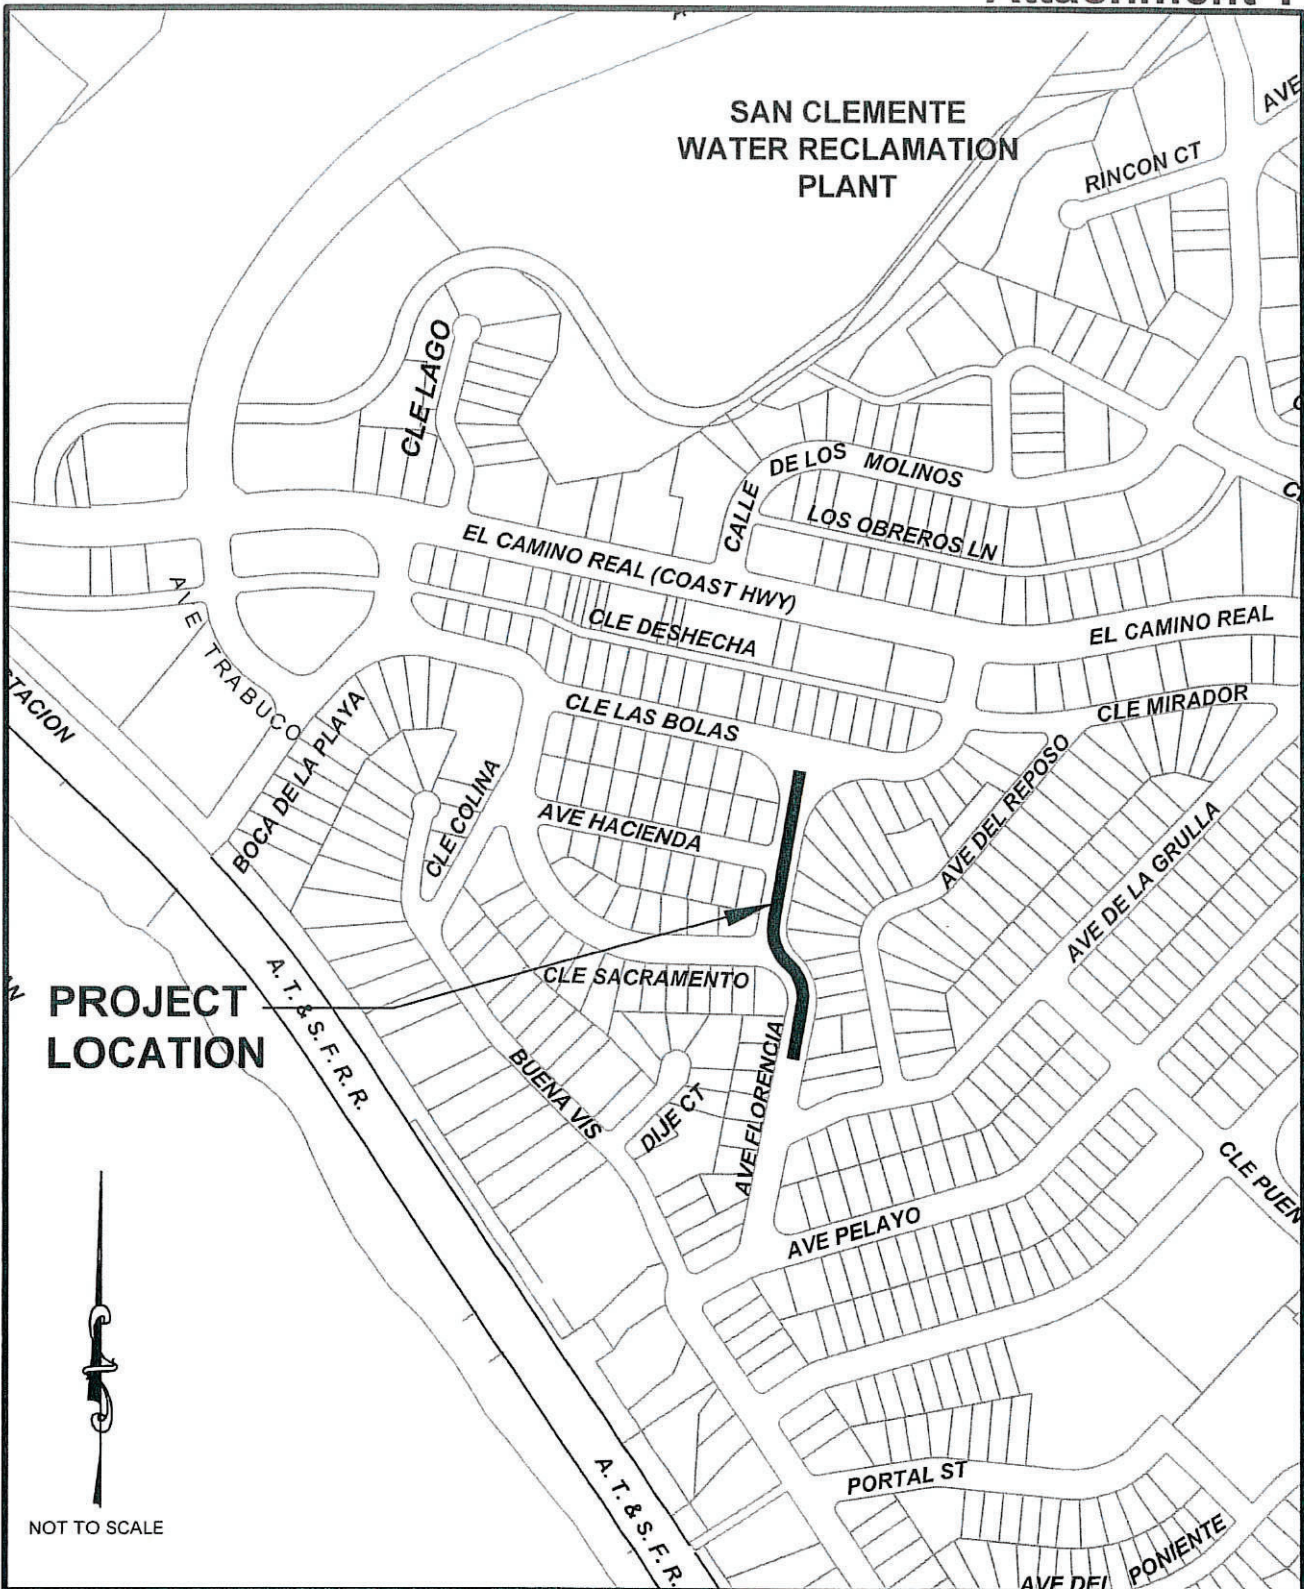 SAN CLEMENTE
WATER RECLAMATION
PLANT
RINCON CT
AVE
CLE LAGO
CALLE DE LOS MOLINOS
LOS OBREROS LN
EL CAMINO REAL (COAST HWY)
EL CAMINO REAL
CLE DESHECHA
AVE TRABUCO
CLE LAS BOLAS
CLE MIRADOR
BOCA DE LA PLAYA
CLE COLINA
AVE HACIENDA
AVE DEL REPOSO
AVE DE LA GRULLA
CLE SACRAMENTO
PROJECT
LOCATION
A. T. & S. F. R. R.
BUENA VIS
DIJE CT
AVE FLORENCIA
AVE PELAYO
CLE PUEN
PORTAL ST
A. T. & S. F. R.
AVE DEL PONIENTE
NOT TO SCALE